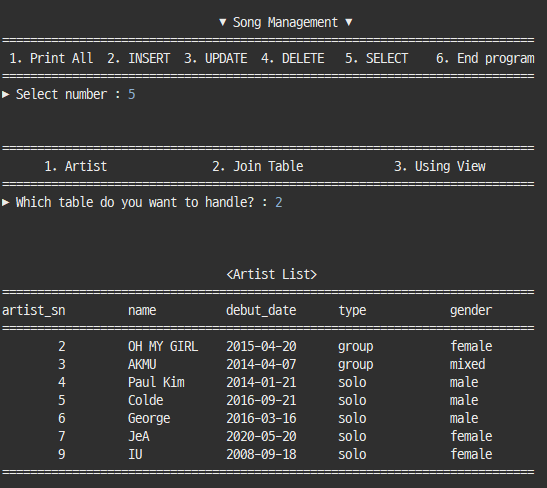 ▼ Song Management ▼
1. Print All 2. INSERT 3. UPDATE 4. DELETE 5. SELECT 6. End program
▶ Select number : 5
1. Artist 2. Join Table 3. Using View
▶ Which table do you want to handle? : 2
<Artist List>
artist_sn name debut_date type gender
2 OH MY GIRL 2015-04-20 group female
3 AKMU 2014-04-07 group mixed
4 Paul Kim 2014-01-21 solo male
5 Colde 2016-09-21 solo male
6 George 2016-03-16 solo male
7 JeA 2020-05-20 solo female
9 IU 2008-09-18 solo female